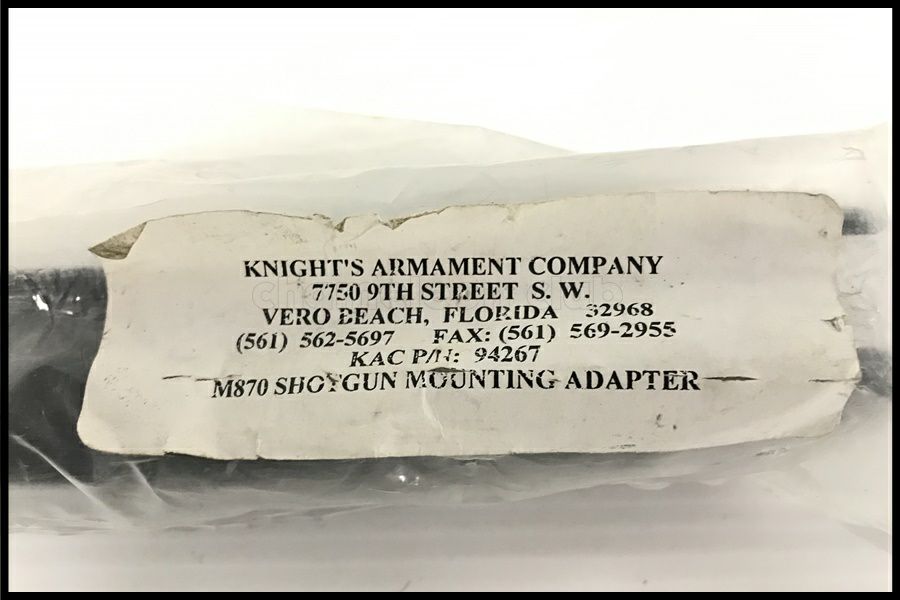 KNIGHT'S ARMAMENT COMPANY
7750 9TH STREET S. W.
VERO BEACH, FLORIDA 32968
(561) 562-5697 FAX: (561) 569-2955
KAC P/N: 94267
M870 SHOTGUN MOUNTING ADAPTER